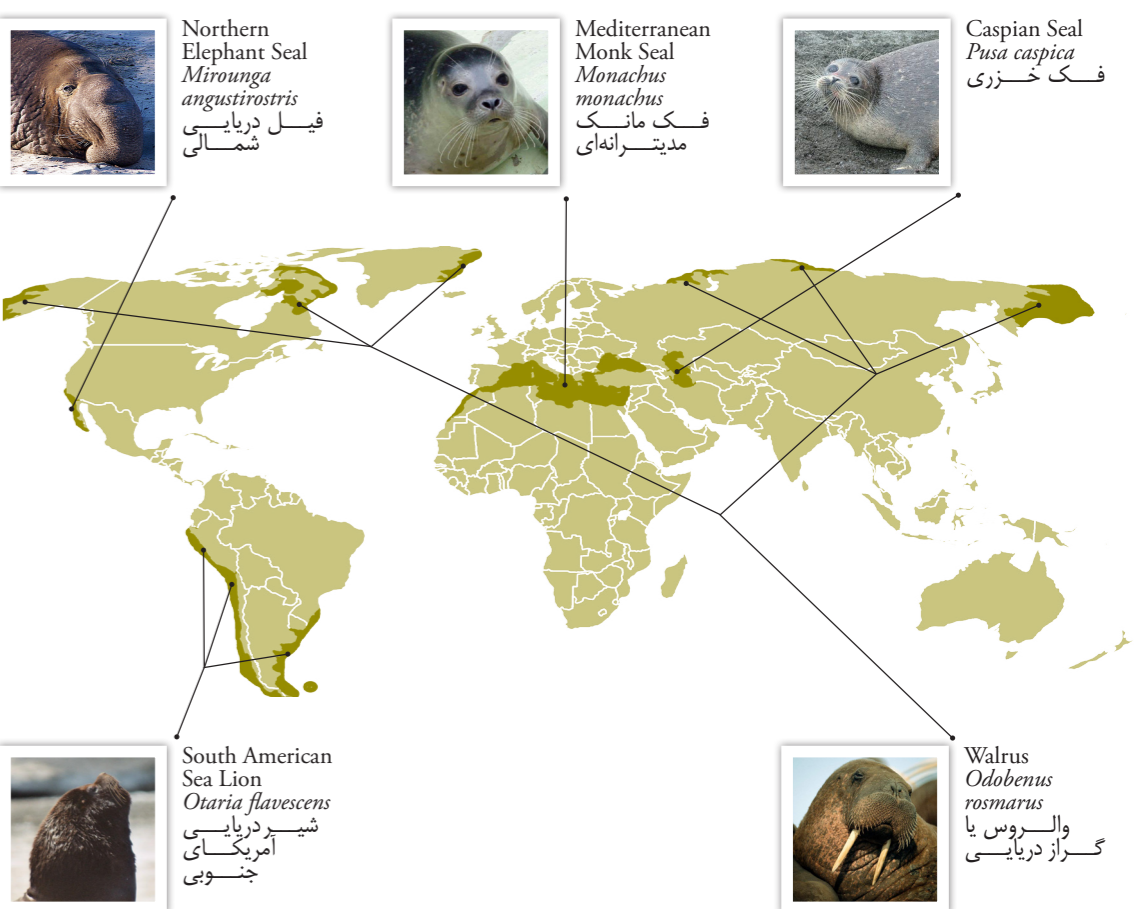 Northern
Elephant Seal
Mirounga
angustirostris
فیل دریایی
شمالی
Mediterranean
Monk Seal
Monachus
monachus
فک مانک
مدیترانه‌ای
Caspian Seal
Pusa caspica
فک خزری
South American
Sea Lion
Otaria flavescens
شیردریایی
آمریکای
جنوبی
Walrus
Odobenus
rosmarus
والروس یا
گراز دریایی